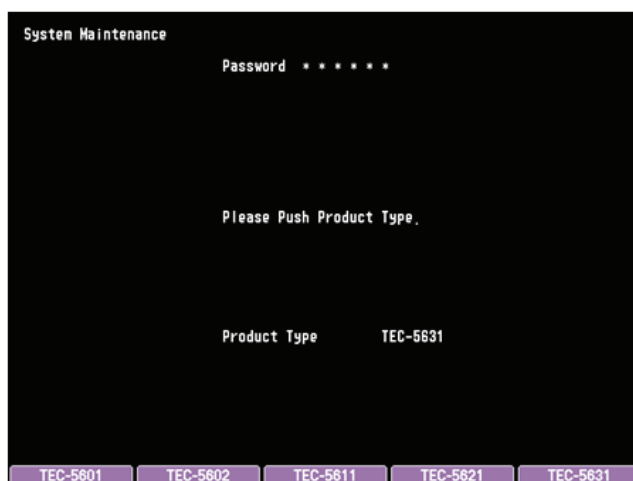 System Maintenance
Password * * * * * *
Please Push Product Type.
Product Type TEC-5631
TEC-5601 TEC-5602 TEC-5611 TEC-5621 TEC-5631